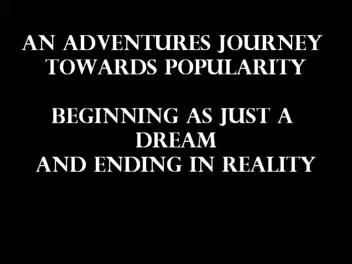 AN ADVENTURES JOURNEY
TOWARDS POPULARITY
BEGINNING AS JUST A
DREAM
AND ENDING IN REALITY